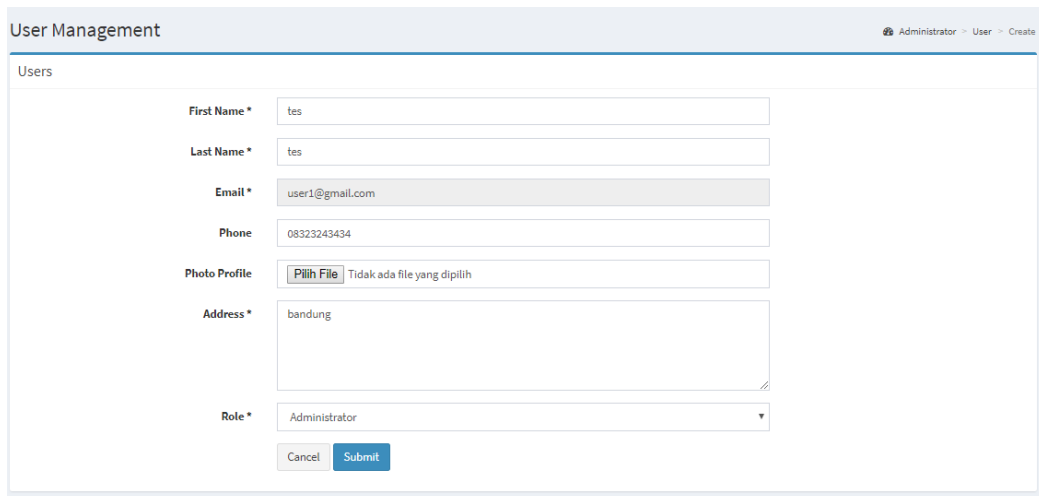 User Management
Administrator > User > Create
Users
First Name * tes
Last Name * tes
Email * user1@gmail.com
Phone 08323243434
Photo Profile Pilih File Tidak ada file yang dipilih
Address * bandung
Role * Administrator
Cancel Submit